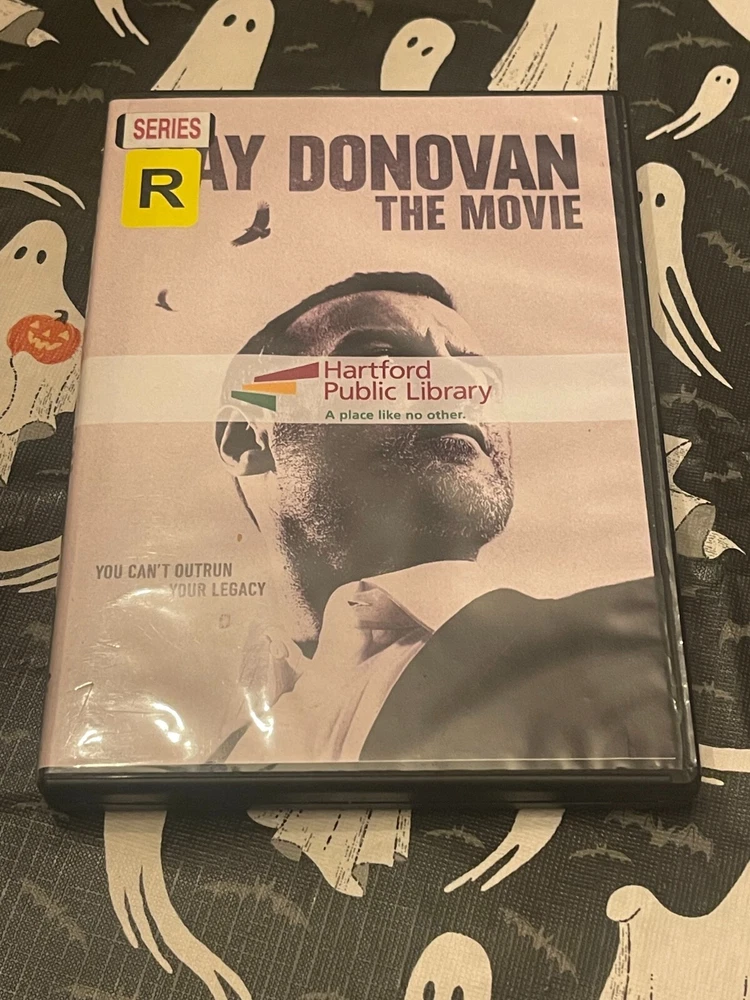 SERIES
R
AY DONOVAN
THE MOVIE
Hartford
Public Library
A place like no other.
YOU CAN'T OUTRUN
YOUR LEGACY